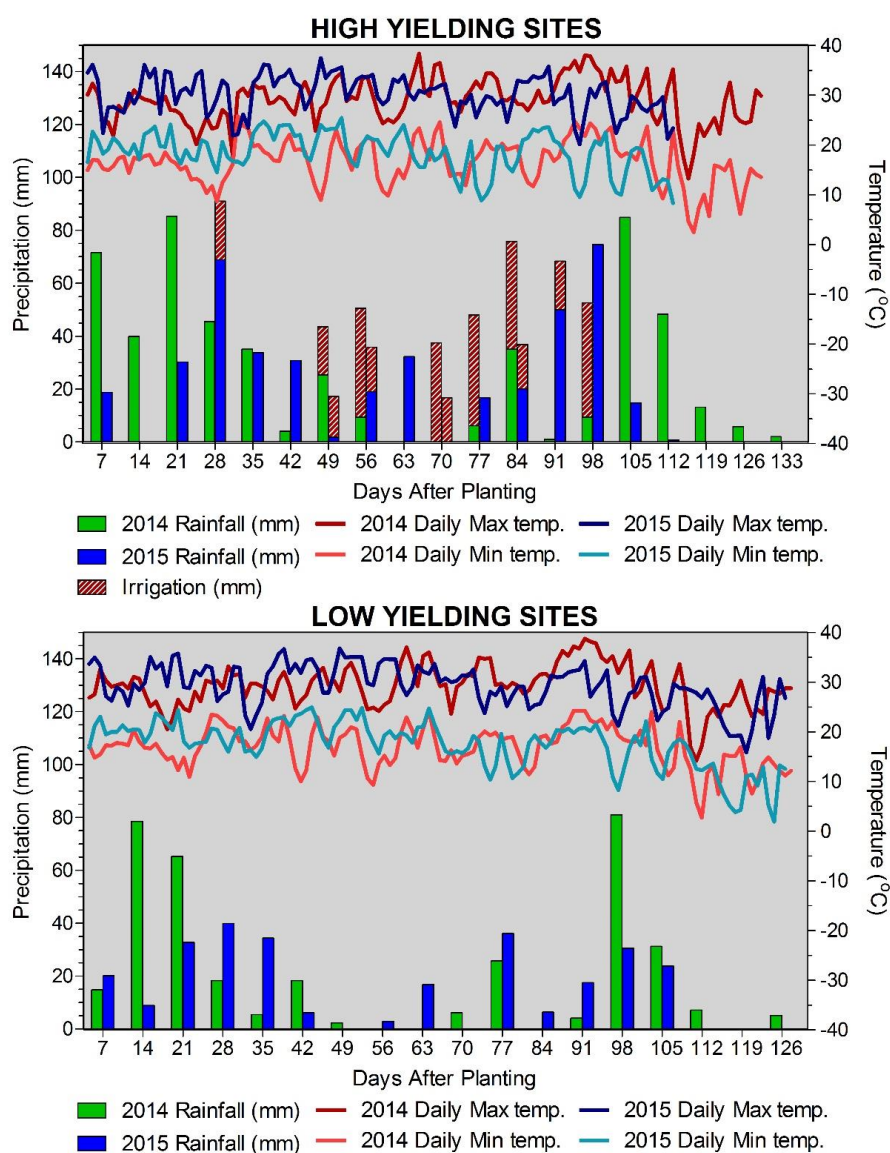 HIGH YIELDING SITES
Precipitation (mm)
140
120
100
80
60
40
20
0
40
30
20
10
0
-10
-20
-30
-40
Temperature (°C)
7 14 21 28 35 42 49 56 63 70 77 84 91 98 105 112 119 126 133
Days After Planting
2014 Rainfall (mm) 2014 Daily Max temp. 2015 Daily Max temp.
2015 Rainfall (mm) 2014 Daily Min temp. 2015 Daily Min temp.
Irrigation (mm)
LOW YIELDING SITES
Precipitation (mm)
140
120
100
80
60
40
20
0
40
30
20
10
0
-10
-20
-30
-40
Temperature (°C)
7 14 21 28 35 42 49 56 63 70 77 84 91 98 105 112 119 126
Days After Planting
2014 Rainfall (mm) 2014 Daily Max temp. 2015 Daily Max temp.
2015 Rainfall (mm) 2014 Daily Min temp. 2015 Daily Min temp.